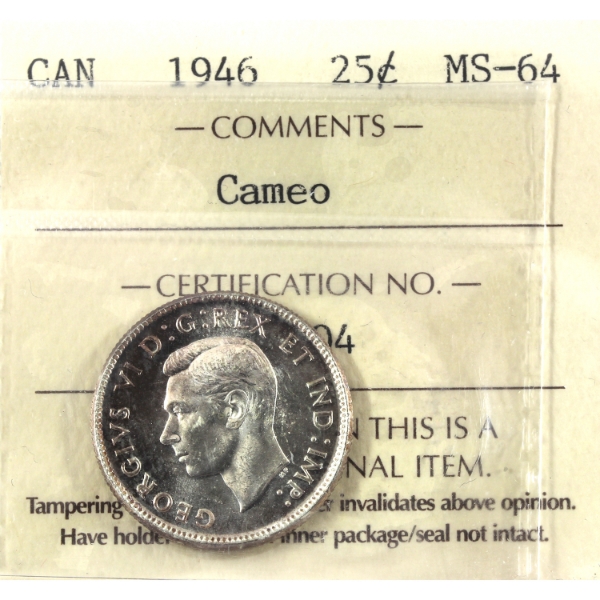 CAN 1946 25¢ MS-64
— COMMENTS —
Cameo
— CERTIFICATION NO. —
04
THIS IS A
NAL ITEM.
Tampering invalidates above opinion.
Have holde inner package/seal not intact.
GEORGIVS VI D:G:REX ET IND:IMP: